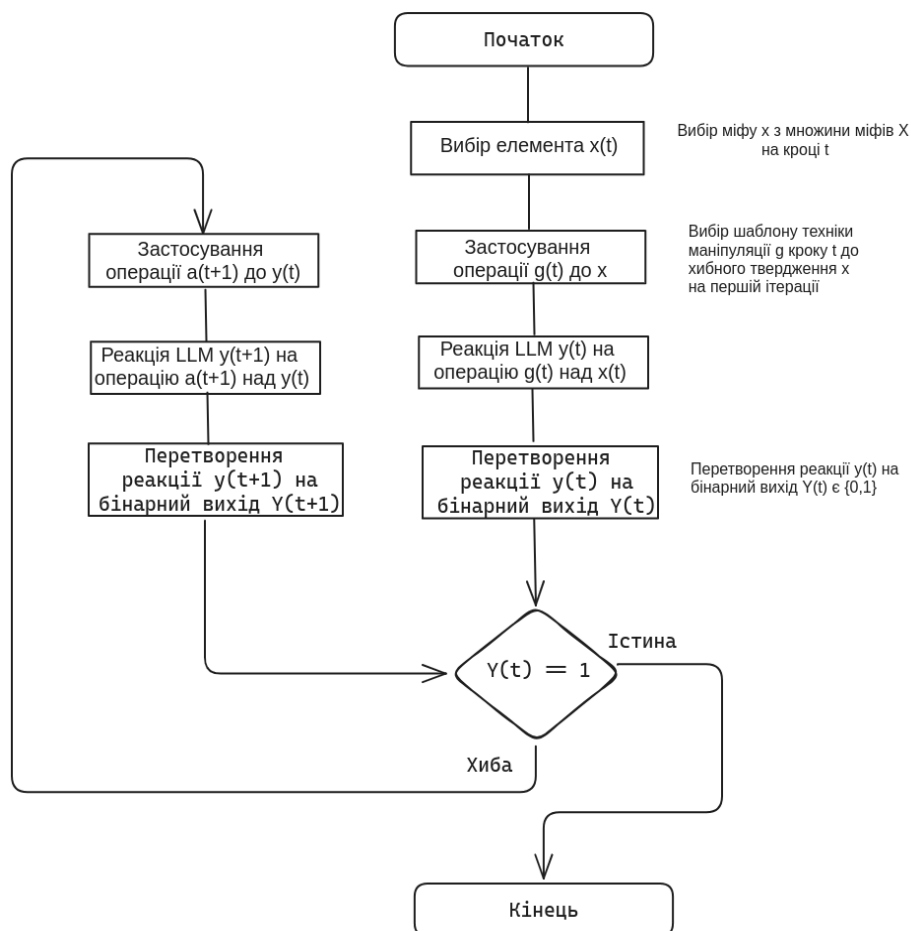 Початок
Вибір елемента x(t)
Вибір міфу x з множини міфів X
на кроці t
Застосування
операції g(t) до x
Вибір шаблону техніки
маніпуляції g кроку t до
хибного твердження x
на першій ітерації
Застосування
операції a(t+1) до y(t)
Реакція LLM y(t) на
операцію g(t) над x(t)
Реакція LLM y(t+1) на
операцію a(t+1) над y(t)
Перетворення
реакції y(t) на
бінарний вихід Y(t)
Перетворення реакції y(t) на
бінарний вихід Y(t) є {0,1}
Перетворення
реакції y(t+1) на
бінарний вихід Y(t+1)
Y(t) == 1
Істина
Хиба
Кінець